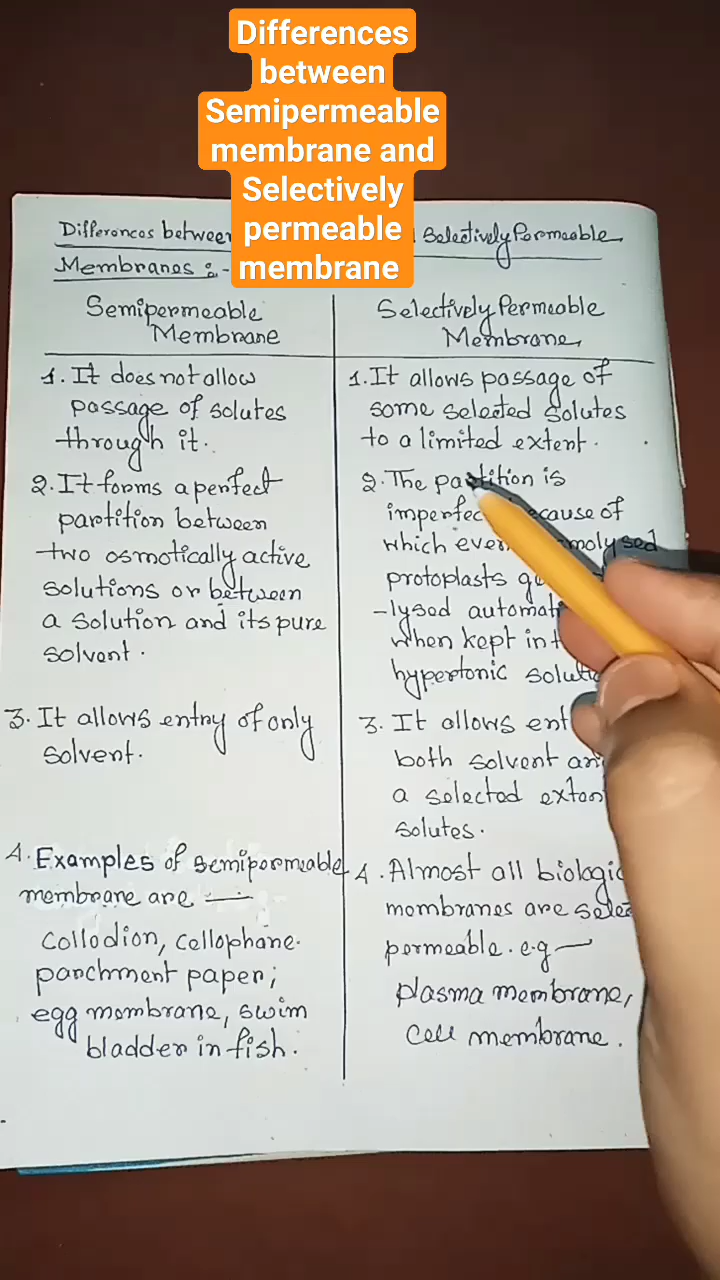 Differences
between
Semipermeable
membrane and
Selectively
permeable
membrane
Differences between Selectively Permeable
Membranes :-
Semipermeable
Membrane
1. It does not allow
passage of solutes
through it.
2. It forms a perfect
partition between
two osmotically active
solutions or between
a solution and its pure
solvent.
3. It allows entry of only
solvent.
4. Examples of semipermeable
membrane are —
Collodion, cellophane.
parchment paper;
egg membrane, swim
bladder in fish.
Selectively Permeable
Membrane,
1. It allows passage of
some selected solutes
to a limited extent.
2. The partition is
of
which
protoplasts
-lysed
when kept in
hypertonic
3. It allows
both solvent
a selected
solutes.
4. Almost all
membranes are
permeable. e.g —
plasma membrane,
cell membrane.